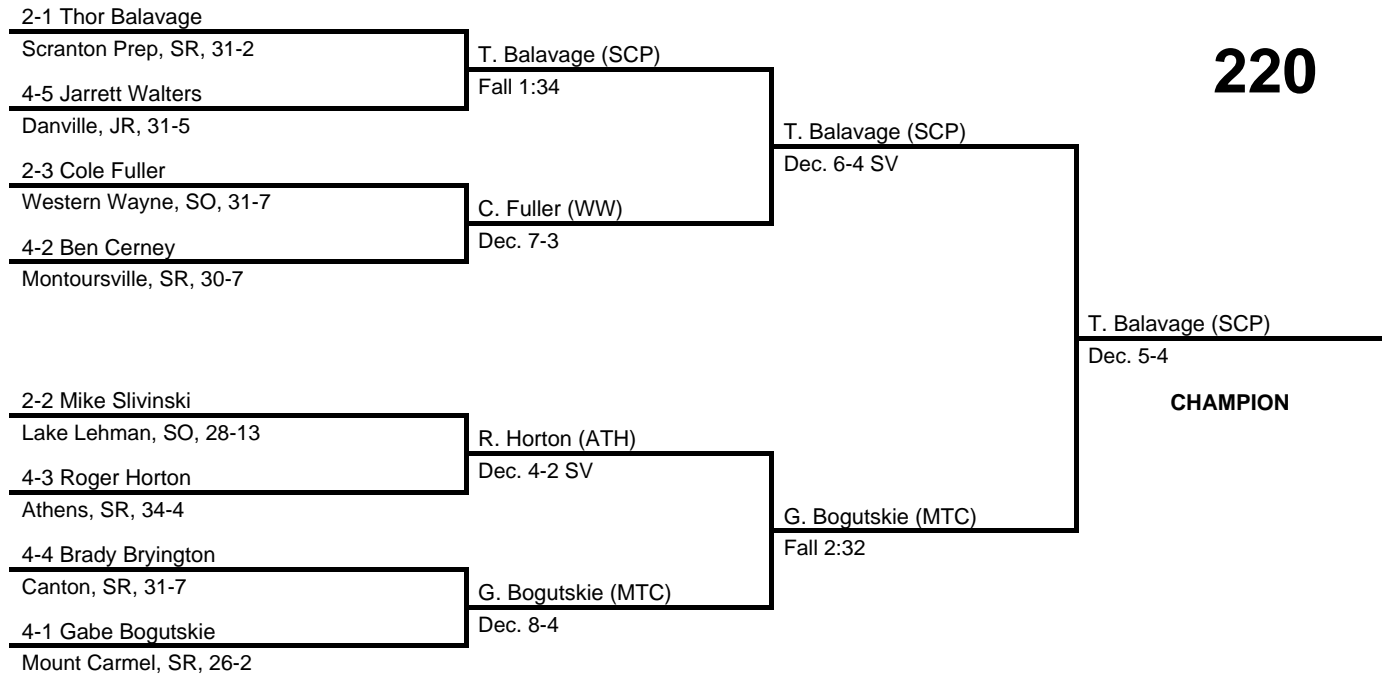 2-1 Thor Balavage
Scranton Prep, SR, 31-2
T. Balavage (SCP)
Fall 1:34
220
4-5 Jarrett Walters
Danville, JR, 31-5
T. Balavage (SCP)
Dec. 6-4 SV
2-3 Cole Fuller
Western Wayne, SO, 31-7
C. Fuller (WW)
Dec. 7-3
4-2 Ben Cerney
Montoursville, SR, 30-7
T. Balavage (SCP)
Dec. 5-4
CHAMPION
2-2 Mike Slivinski
Lake Lehman, SO, 28-13
R. Horton (ATH)
Dec. 4-2 SV
4-3 Roger Horton
Athens, SR, 34-4
G. Bogutskie (MTC)
Fall 2:32
4-4 Brady Bryington
Canton, SR, 31-7
G. Bogutskie (MTC)
Dec. 8-4
4-1 Gabe Bogutskie
Mount Carmel, SR, 26-2